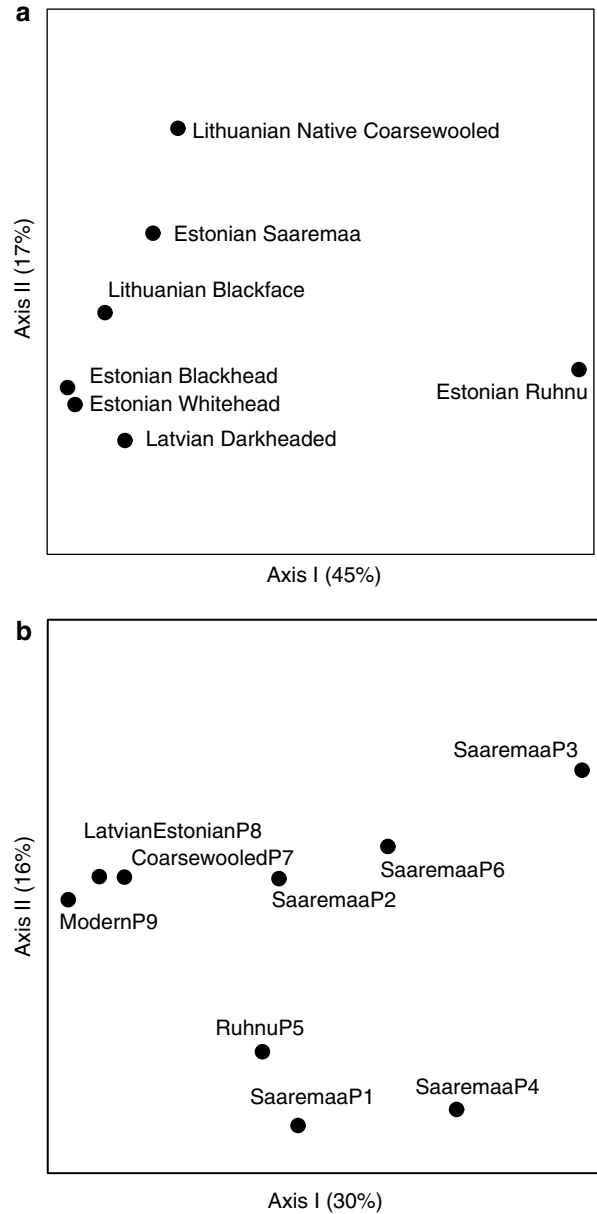 a
Lithuanian Native Coarsewooled
Estonian Saaremaa
Lithuanian Blackface
Estonian Blackhead
Estonian Whitehead
Latvian Darkheaded
Estonian Ruhnu
Axis II (17%)
Axis I (45%)
b
SaaremaaP3
LatvianEstonianP8
CoarsewooledP7
SaaremaaP6
SaaremaaP2
ModernP9
RuhnuP5
SaaremaaP1
SaaremaaP4
Axis II (16%)
Axis I (30%)